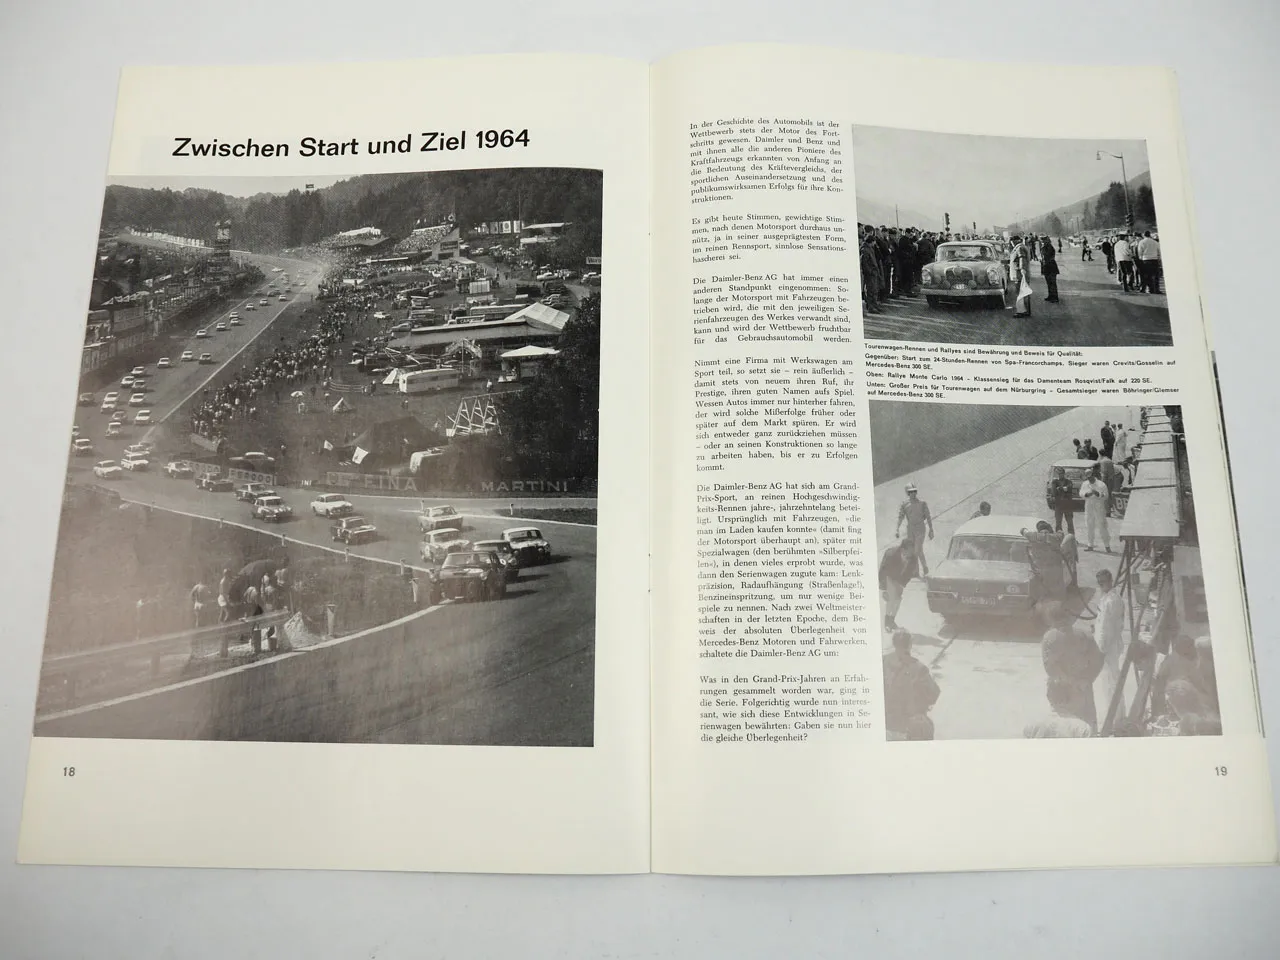 Zwischen Start und Ziel 1964
FINA
MARTINI
18
In der Geschichte des Automobils ist der
Wettbewerb stets der Motor des Fort-
schritts gewesen. Daimler und Benz und
mit ihnen alle die anderen Pioniere des
Kraftfahrzeugs erkannten von Anfang an
die Bedeutung des Kräftevergleichs, der
sportlichen Auseinandersetzung und des
publikumswirksamen Erfolgs für ihre Kon-
struktionen.
Es gibt heute Stimmen, gewichtige Stim-
men, nach denen Motorsport durchaus un-
nütz, ja in seiner ausgeprägtesten Form,
im reinen Rennsport, sinnlose Sensations-
hascherei sei.
Die Daimler-Benz AG hat immer einen
anderen Standpunkt eingenommen: So-
lange der Motorsport mit Fahrzeugen be-
trieben wird, die mit den jeweiligen Se-
rienfahrzeugen des Werkes verwandt sind,
kann und wird der Wettbewerb fruchtbar
für das Gebrauchsautomobil werden.
Nimmt eine Firma mit Werkswagen am
Sport teil, so setzt sie – rein äußerlich –
damit stets von neuem ihren Ruf, ihr
Prestige, ihren guten Namen aufs Spiel.
Wessen Autos immer nur hinterher fahren,
der wird solche Mißerfolge früher oder
später auf dem Markt spüren. Er wird
sich entweder ganz zurückziehen müssen
– oder an seinen Konstruktionen so lange
zu arbeiten haben, bis er zu Erfolgen
kommt.
Die Daimler-Benz AG hat sich am Grand-
Prix-Sport, an reinen Hochgeschwindig-
keits-Rennen jahre-, jahrzehntelang betei-
ligt. Ursprünglich mit Fahrzeugen, »die
man im Laden kaufen konnte« (damit fing
der Motorsport überhaupt an), später mit
Spezialwagen (den berühmten »Silberpfei-
len«), in denen vieles erprobt wurde, was
dann den Serienwagen zugute kam: Lenk-
präzision, Radaufhängung (Straßenlage!),
Benzineinspritzung, um nur wenige Bei-
spiele zu nennen. Nach zwei Weltmeister-
schaften in der letzten Epoche, dem Be-
weis der absoluten Überlegenheit von
Mercedes-Benz Motoren und Fahrwerken,
schaltete die Daimler-Benz AG um:
Was in den Grand-Prix-Jahren an Erfah-
rungen gesammelt worden war, ging in
die Serie. Folgerichtig wurde nun interes-
sant, wie sich diese Entwicklungen in Se-
rienwagen bewährten: Gaben sie nun hier
die gleiche Überlegenheit?
Tourenwagen-Rennen und Rallyes sind Bewährung und Beweis für Qualität:
Gegenüber: Start zum 24-Stunden-Rennen von Spa-Francorchamps. Sieger waren Crevits/Gosselin auf
Mercedes-Benz 300 SE.
Oben: Rallye Monte Carlo 1964 – Klassensieg für das Damenteam Rosqvist/Falk auf 220 SE.
Unten: Großer Preis für Tourenwagen auf dem Nürburgring – Gesamtsieger waren Böhringer/Glemser
auf Mercedes-Benz 300 SE.
19